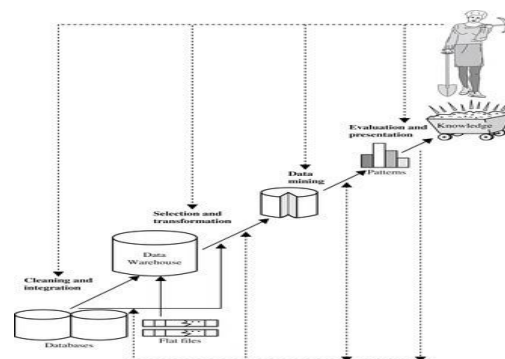 Evaluation and
presentation
Knowledge
Patterns
Data
mining
Selection and
transformation
Data
Warehouse
Cleaning and
integration
Databases
Flat files